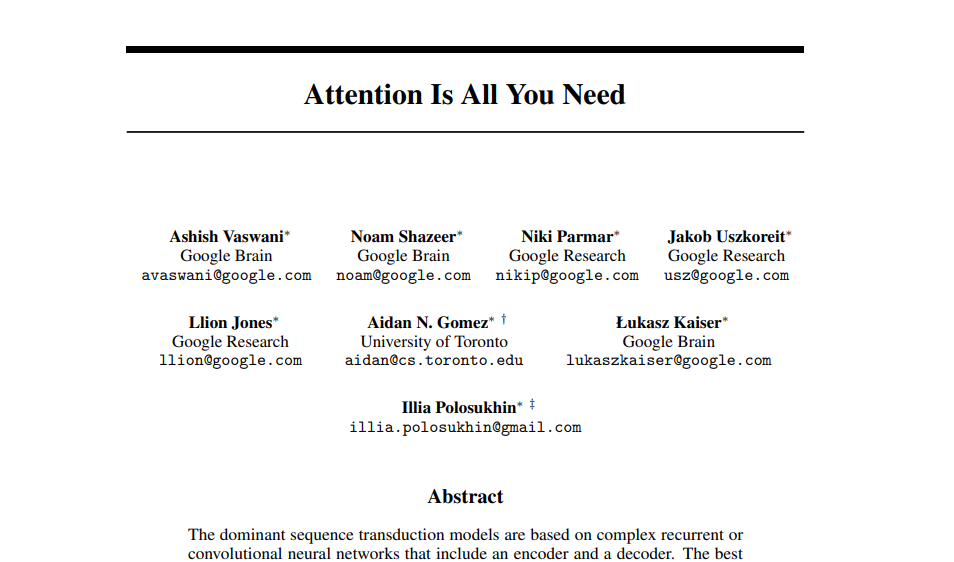 Attention Is All You Need
Ashish Vaswani* Noam Shazeer* Niki Parmar* Jakob Uszkoreit*
Google Brain Google Brain Google Research Google Research
avaswani@google.com noam@google.com nikip@google.com usz@google.com
Llion Jones* Aidan N. Gomez* † Łukasz Kaiser*
Google Research University of Toronto Google Brain
llion@google.com aidan@cs.toronto.edu lukaszkaiser@google.com
Illia Polosukhin* ‡
illia.polosukhin@gmail.com
Abstract
The dominant sequence transduction models are based on complex recurrent or
convolutional neural networks that include an encoder and a decoder. The best